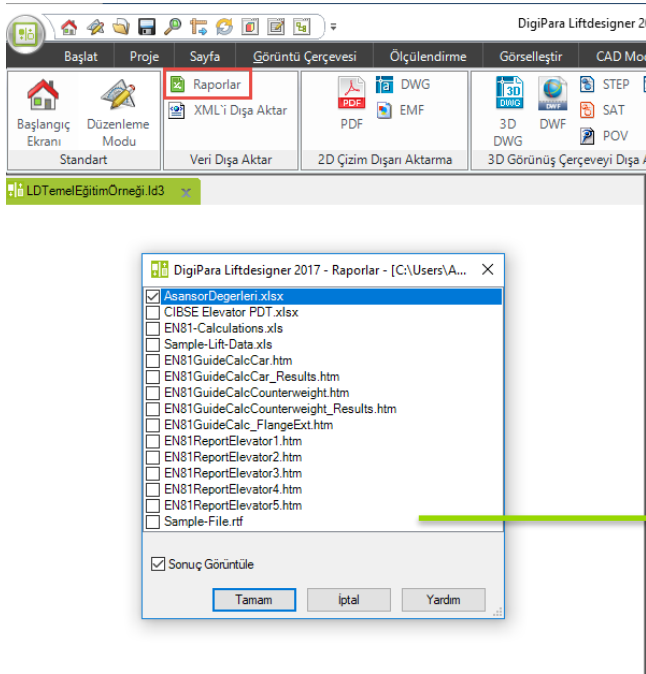 DigiPara Liftdesigner 2
Başlat Proje Sayfa Görüntü Çerçevesi Ölçülendirme Görselleştir CAD Mo
Raporlar PDF DWG 3D DWG DWF STEP
Başlangıç Ekranı Düzenleme Modu XML'i Dışa Aktar PDF EMF 3D DWG DWF SAT
POV
Standart Veri Dışa Aktar 2D Çizim Dışarı Aktarma 3D Görünüş Çerçeveyi Dışa
LDTemelEğitimÖrneği.ld3
DigiPara Liftdesigner 2017 - Raporlar - [C:\Users\A...
AsansorDegerleri.xlsx
CIBSE Elevator PDT.xlsx
EN81-Calculations.xls
Sample-Lift-Data.xls
EN81GuideCalcCar.htm
EN81GuideCalcCar_Results.htm
EN81GuideCalcCounterweight.htm
EN81GuideCalcCounterweight_Results.htm
EN81GuideCalc_FlangeExt.htm
EN81ReportElevator1.htm
EN81ReportElevator2.htm
EN81ReportElevator3.htm
EN81ReportElevator4.htm
EN81ReportElevator5.htm
Sample-File.rtf
Sonuç Görüntüle
Tamam İptal Yardım